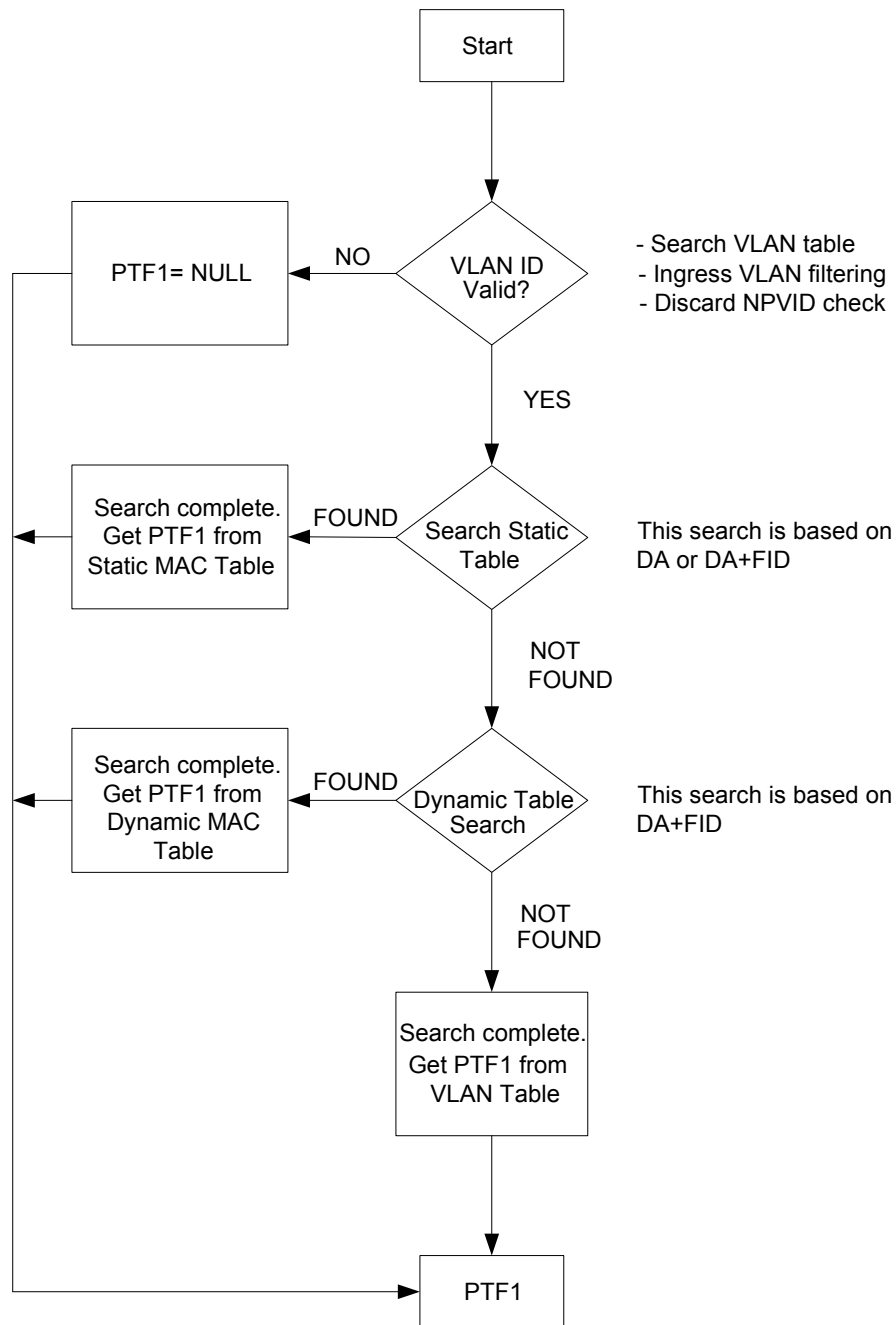 Start
PTF1= NULL
NO
VLAN ID
Valid?
- Search VLAN table
- Ingress VLAN filtering
- Discard NPVID check
YES
Search complete.
Get PTF1 from
Static MAC Table
FOUND
Search Static
Table
This search is based on
DA or DA+FID
NOT
FOUND
Search complete.
Get PTF1 from
Dynamic MAC
Table
FOUND
Dynamic Table
Search
This search is based on
DA+FID
NOT
FOUND
Search complete.
Get PTF1 from
VLAN Table
PTF1